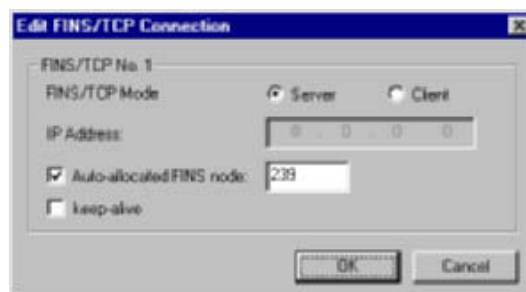 Edit FINS/TCP Connection
FINS/TCP No. 1
FINS/TCP Mode Server Client
IP Address: 0 . 0 . 0 . 0
Auto-allocated FINS node: 239
keep-alive
OK Cancel